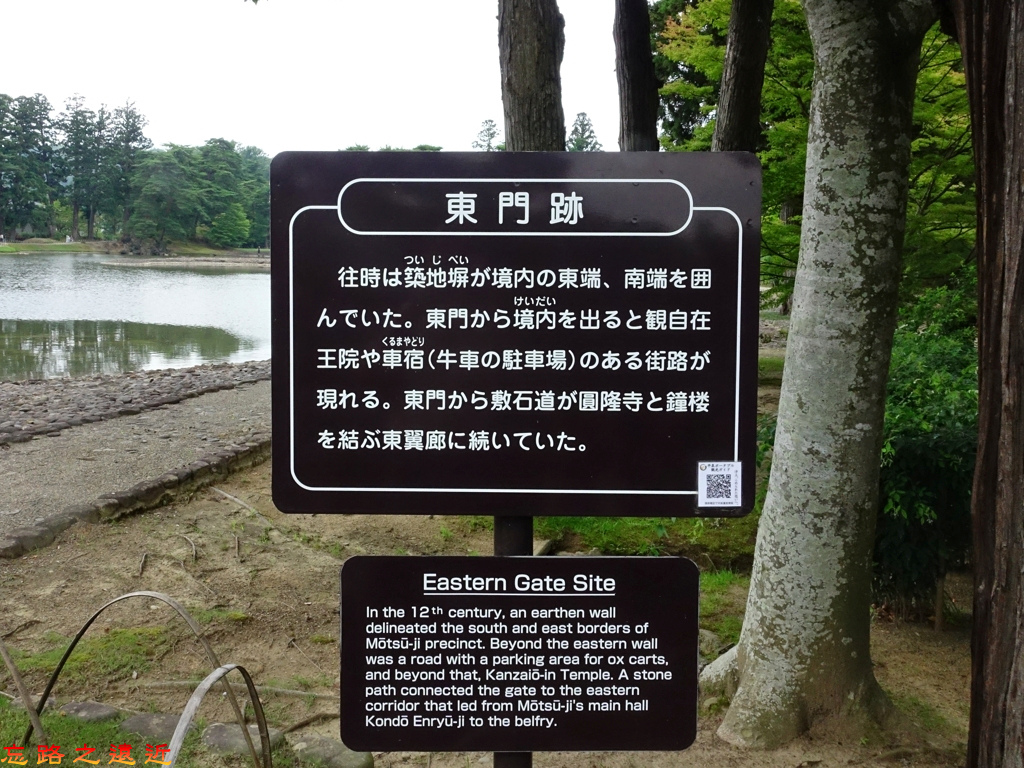 東門跡
往時は築地塀が境内の東端、南端を囲
んでいた。東門から境内を出ると観自在
王院や車宿(牛車の駐車場)のある街路が
現れる。東門から敷石道が圓隆寺と鐘楼
を結ぶ東翼廊に続いていた。
ついじべい
けいだい
くるまやどり
Eastern Gate Site
In the 12th century, an earthen wall
delineated the south and east borders of
Mōtsū-ji precinct. Beyond the eastern wall
was a road with a parking area for ox carts,
and beyond that, Kanzaiō-in Temple. A stone
path connected the gate to the eastern
corridor that led from Mōtsū-ji's main hall
Kondō Enryū-ji to the belfry.
忘路之遠近